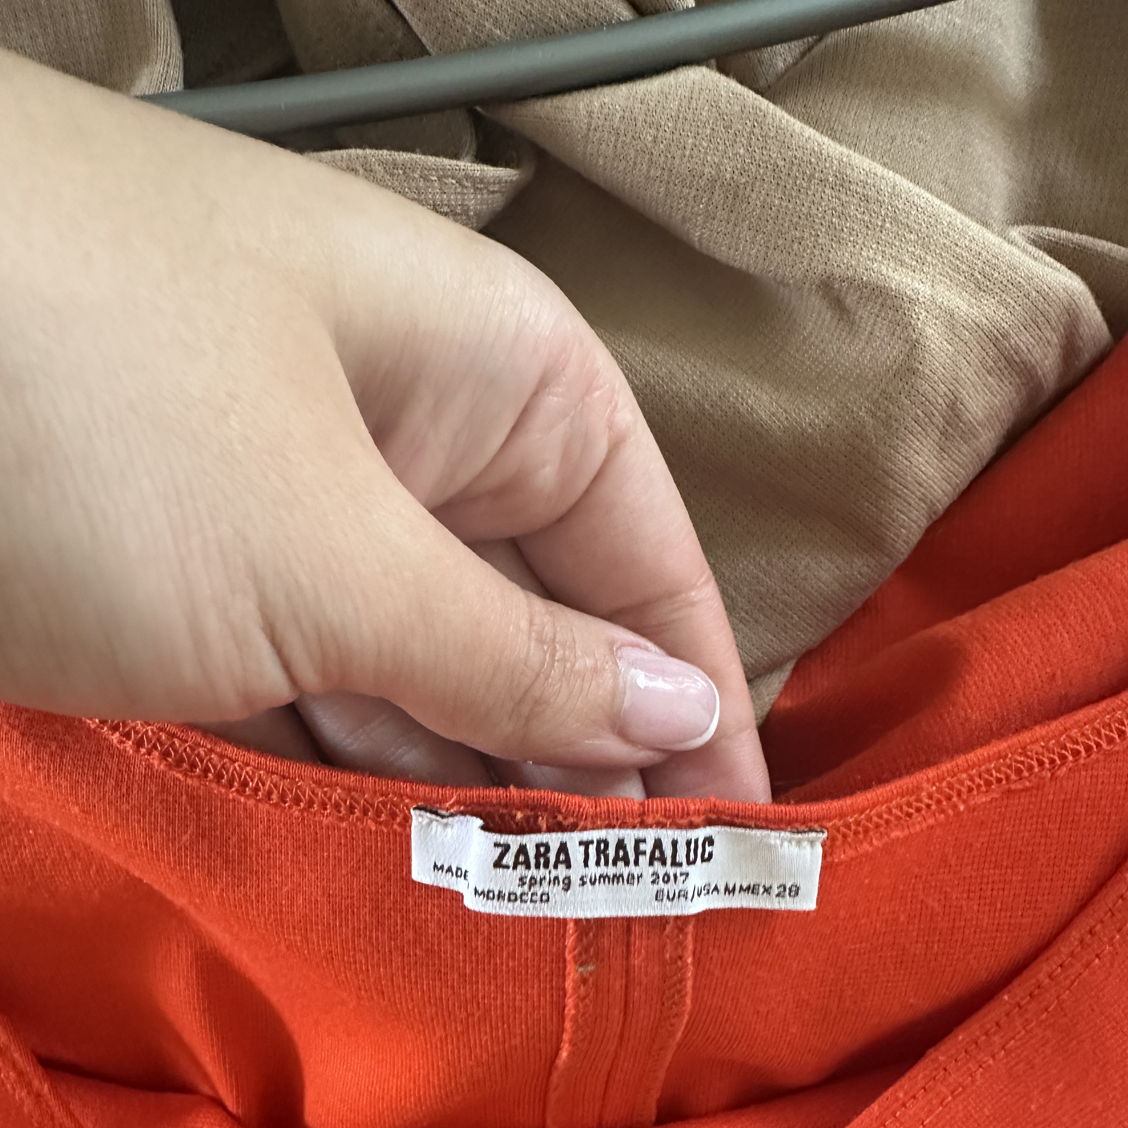 ZARA TRAFALUC
spring summer 2017
MADE
MOROCCO EUR/USA M MEX 28